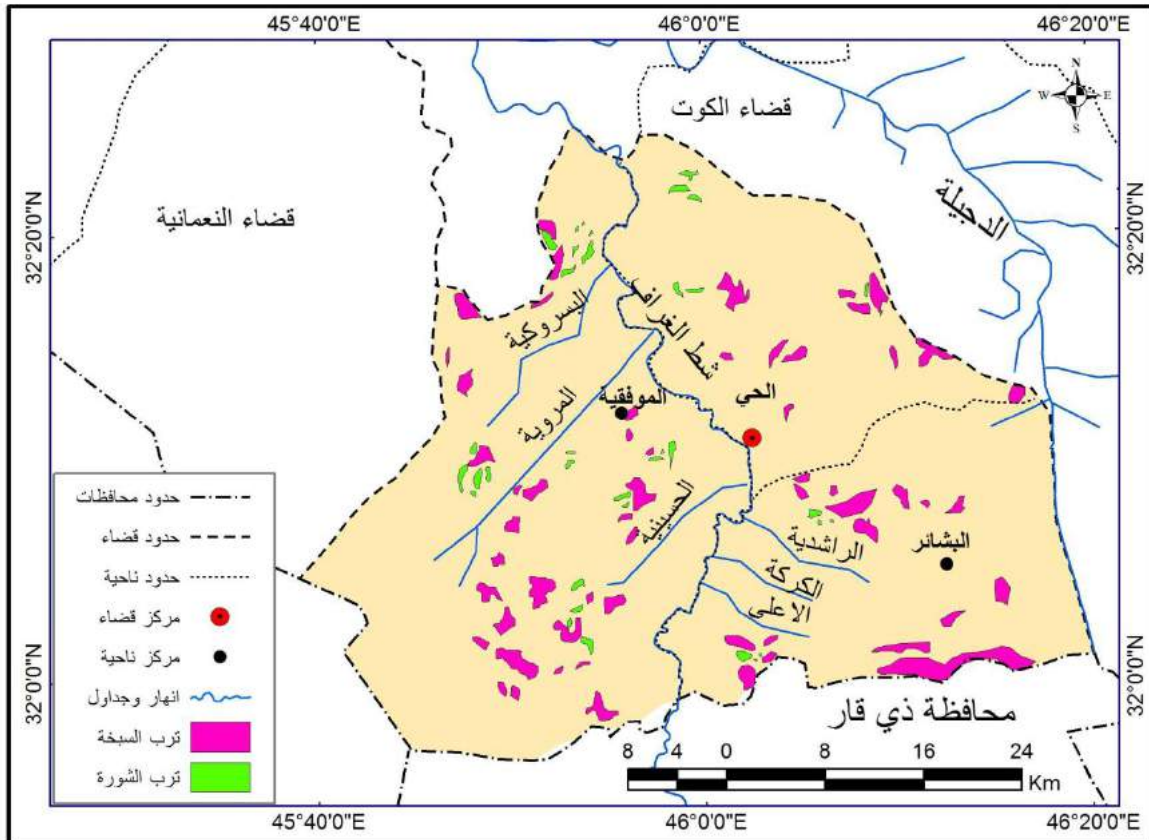 45°40'0"E
46°0'0"E
46°20'0"E
N
W
E
S
قضاء الكوت
الدجيلة
قضاء النعمانية
32°20'0"N
32°20'0"N
شط الغراف
اليسروكية
المروية
الموفقية
الحي
الحسينية
الراشدية
البشائر
الكركة
الاعلى
حدود محافظات
حدود قضاء
حدود ناحية
مركز قضاء
مركز ناحية
انهار وجداول
ترب السبخة
ترب الشورة
32°0'0"N
32°0'0"N
محافظة ذي قار
8 4 0 8 16 24
Km
45°40'0"E
46°0'0"E
46°20'0"E